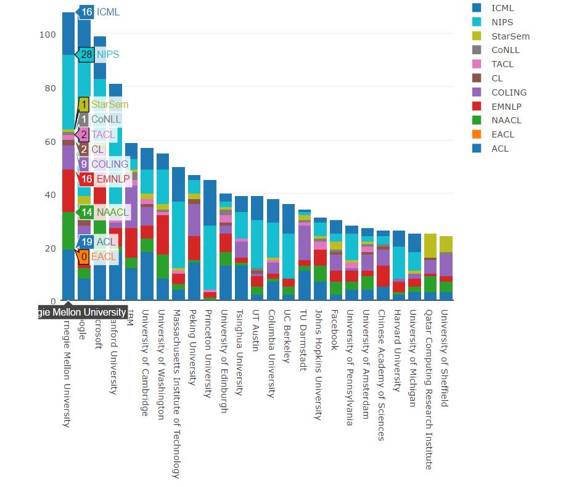 16 ICML
28 NIPS
1 StarSem
1 CoNLL
2 TACL
2 CL
9 COLING
16 EMNLP
14 NAACL
19 ACL
0 EACL
100
80
60
40
20
0
gie Mellon University
rnegie Mellon University
ogle
crosoft
anford University
IBM
University of Cambridge
University of Washington
Massachusetts Institute of Technology
Peking University
Princeton University
University of Edinburgh
Tsinghua University
UT Austin
Columbia University
UC Berkeley
TU Darmstadt
Johns Hopkins University
Facebook
University of Pennsylvania
University of Amsterdam
Chinese Academy of Sciences
Harvard University
University of Michigan
Qatar Computing Research Institute
University of Sheffield
ICML
NIPS
StarSem
CoNLL
TACL
CL
COLING
EMNLP
NAACL
EACL
ACL